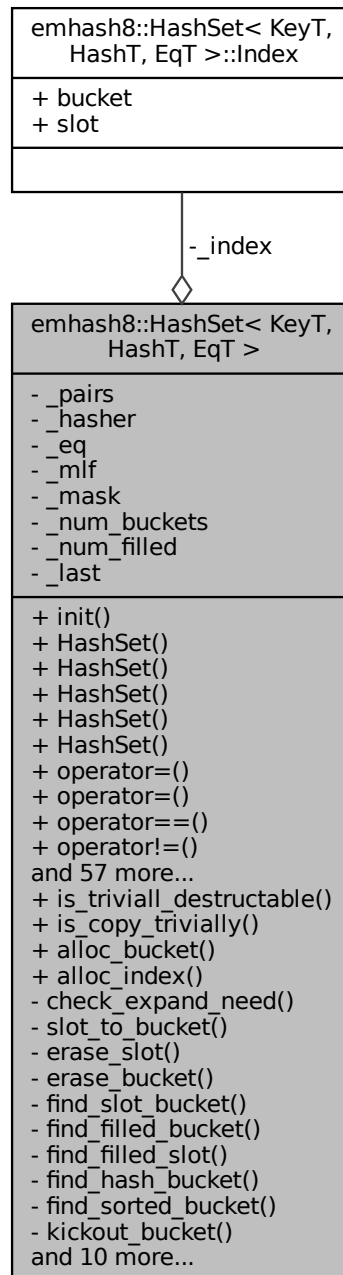 emhash8::HashSet< KeyT,
HashT, EqT >::Index
+ bucket
+ slot
-_index
emhash8::HashSet< KeyT,
HashT, EqT >
- _pairs
- _hasher
- _eq
- _mlf
- _mask
- _num_buckets
- _num_filled
- _last
+ init()
+ HashSet()
+ HashSet()
+ HashSet()
+ HashSet()
+ HashSet()
+ operator=()
+ operator=()
+ operator==()
+ operator!=()
and 57 more...
+ is_triviall_destructable()
+ is_copy_trivially()
+ alloc_bucket()
+ alloc_index()
- check_expand_need()
- slot_to_bucket()
- erase_slot()
- erase_bucket()
- find_slot_bucket()
- find_filled_bucket()
- find_filled_slot()
- find_hash_bucket()
- find_sorted_bucket()
- kickout_bucket()
and 10 more...